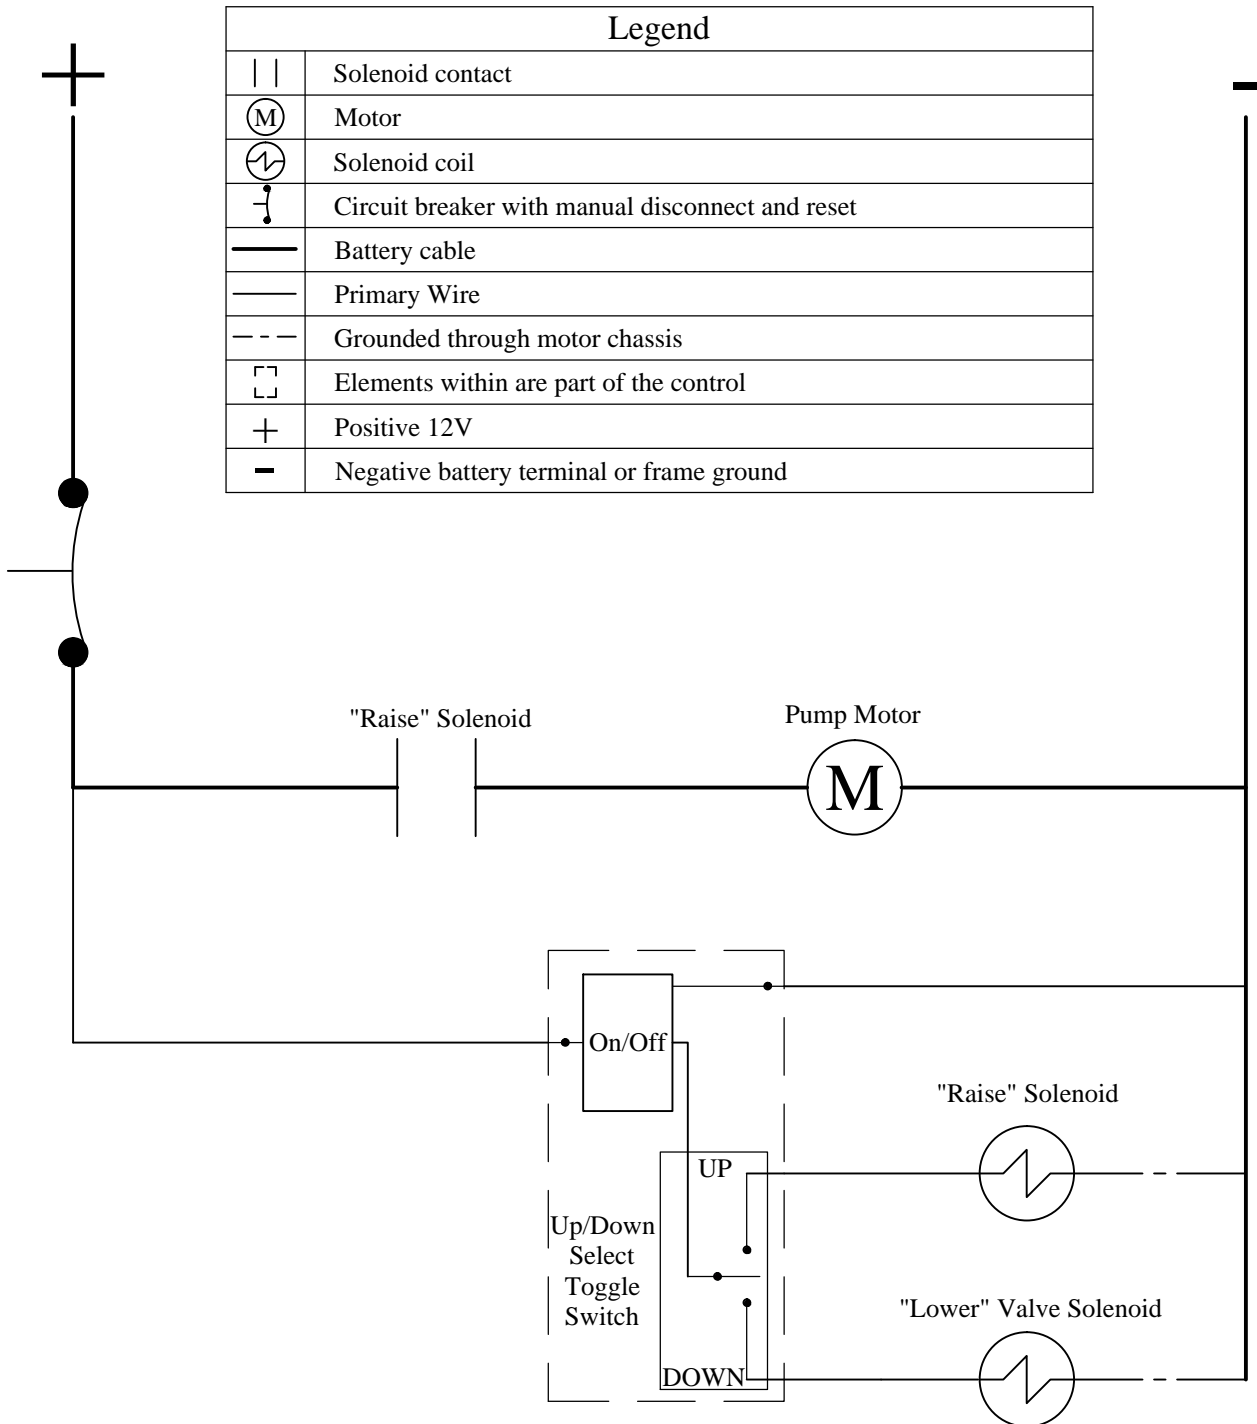 Legend
Solenoid contact
M Motor
Solenoid coil
Circuit breaker with manual disconnect and reset
Battery cable
Primary Wire
Grounded through motor chassis
Elements within are part of the control
+ Positive 12V
- Negative battery terminal or frame ground
+
-
"Raise" Solenoid
Pump Motor
M
On/Off
"Raise" Solenoid
UP
Up/Down
Select
Toggle
Switch
"Lower" Valve Solenoid
DOWN